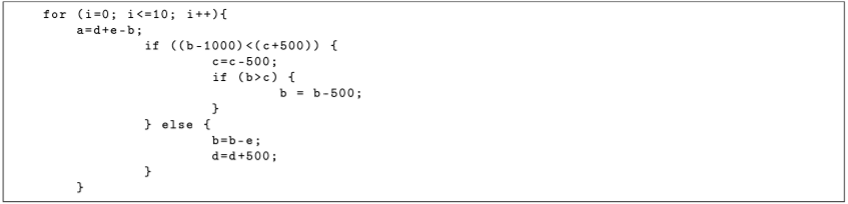 for (i=0; i<=10; i++){
a=d+e-b;
if ((b-1000)<(c+500)) {
c=c-500;
if (b>c) {
b = b-500;
}
} else {
b=b-e;
d=d+500;
}
}